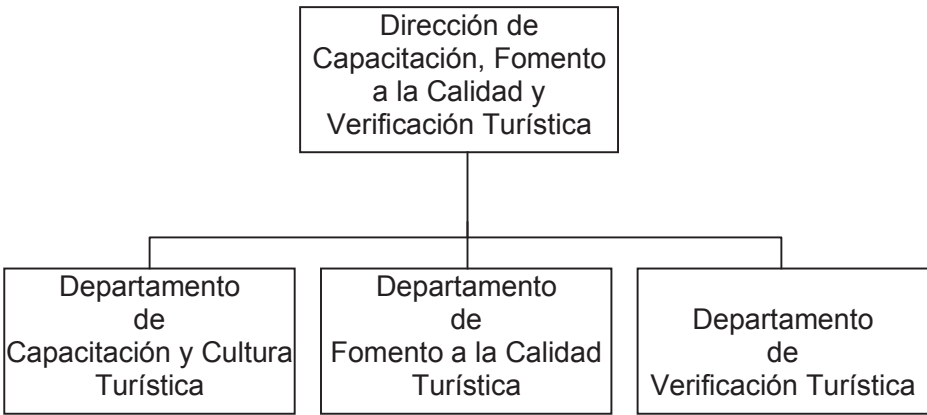 Dirección de
Capacitación, Fomento
a la Calidad y
Verificación Turística
Departamento
de
Capacitación y Cultura
Turística
Departamento
de
Fomento a la Calidad
Turística
Departamento
de
Verificación Turística